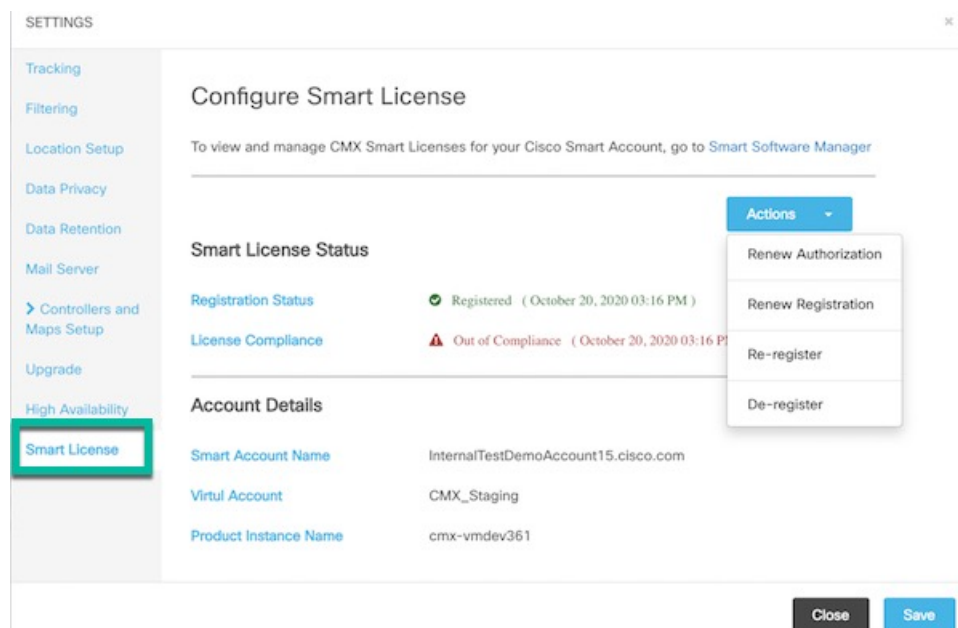 SETTINGS
×
Tracking
Filtering
Location Setup
Data Privacy
Data Retention
Mail Server
Controllers and
Maps Setup
Upgrade
High Availability
Smart License
Configure Smart License
To view and manage CMX Smart Licenses for your Cisco Smart Account, go to Smart Software Manager
Actions
Renew Authorization
Renew Registration
Re-register
De-register
Smart License Status
Registration Status
Registered ( October 20, 2020 03:16 PM )
License Compliance
Out of Compliance ( October 20, 2020 03:16
Account Details
Smart Account Name
InternalTestDemoAccount15.cisco.com
Virtul Account
CMX_Staging
Product Instance Name
cmx-vmdev361
Close
Save